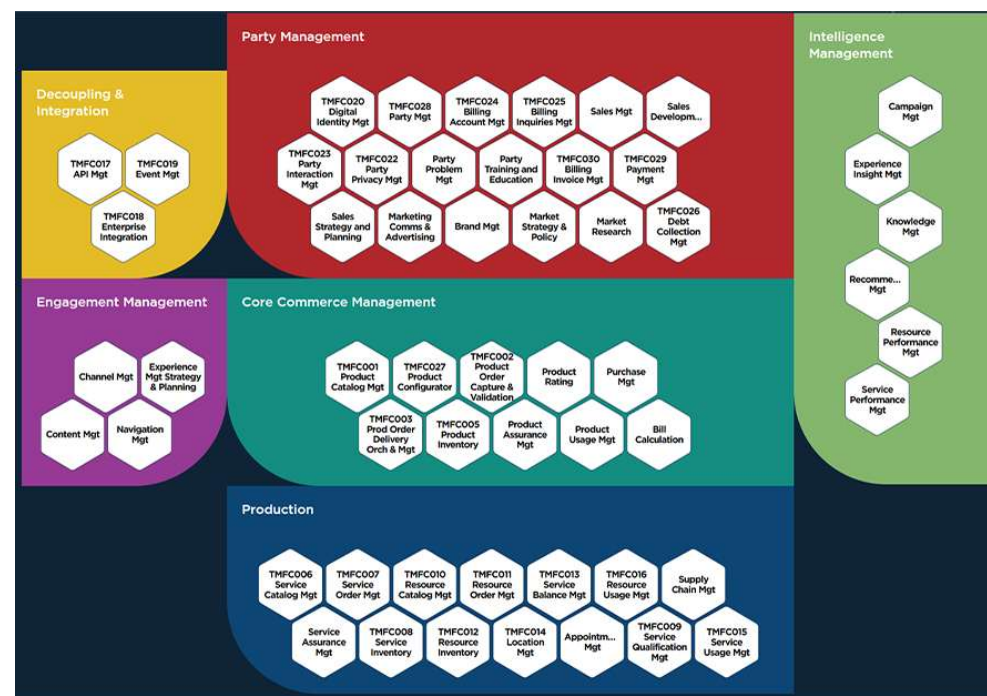 Party Management
TMFC020
Digital
Identity Mgt
TMFC028
Party Mgt
TMFC024
Billing
Account Mgt
TMFC025
Billing
Inquiries Mgt
Sales Mgt
Sales
Developm...
TMFC023
Party
Interaction
Mgt
TMFC022
Party
Privacy Mgt
Party
Problem
Mgt
Party
Training and
Education
TMFC030
Billing
Invoice Mgt
TMFC029
Payment
Mgt
Sales
Strategy and
Planning
Marketing
Comms &
Advertising
Brand Mgt
Market
Strategy &
Policy
Market
Research
TMFC026
Debt
Collection
Mgt
Intelligence
Management
Campaign
Mgt
Experience
Insight Mgt
Knowledge
Mgt
Recomme...
Mgt
Resource
Performance
Mgt
Service
Performance
Mgt
Decoupling &
Integration
TMFC017
API Mgt
TMFC019
Event Mgt
TMFC018
Enterprise
Integration
Engagement Management
Channel Mgt
Experience
Mgt Strategy
& Planning
Content Mgt
Navigation
Mgt
Core Commerce Management
TMFC001
Product
Catalog Mgt
TMFC027
Product
Configurator
TMFC002
Product
Order
Capture &
Validation
Product
Rating
Purchase
Mgt
TMFC003
Prod Order
Delivery
Orch & Mgt
TMFC005
Product
Inventory
Product
Assurance
Mgt
Product
Usage Mgt
Bill
Calculation
Production
TMFC006
Service
Catalog Mgt
TMFC007
Service
Order Mgt
TMFC010
Resource
Catalog Mgt
TMFC011
Resource
Order Mgt
TMFC013
Service
Balance Mgt
TMFC016
Resource
Usage Mgt
Supply
Chain Mgt
Service
Assurance
Mgt
TMFC008
Service
Inventory
TMFC012
Resource
Inventory
TMFC014
Location
Mgt
Appointm...
Mgt
TMFC009
Service
Qualification
Mgt
TMFC015
Service
Usage Mgt